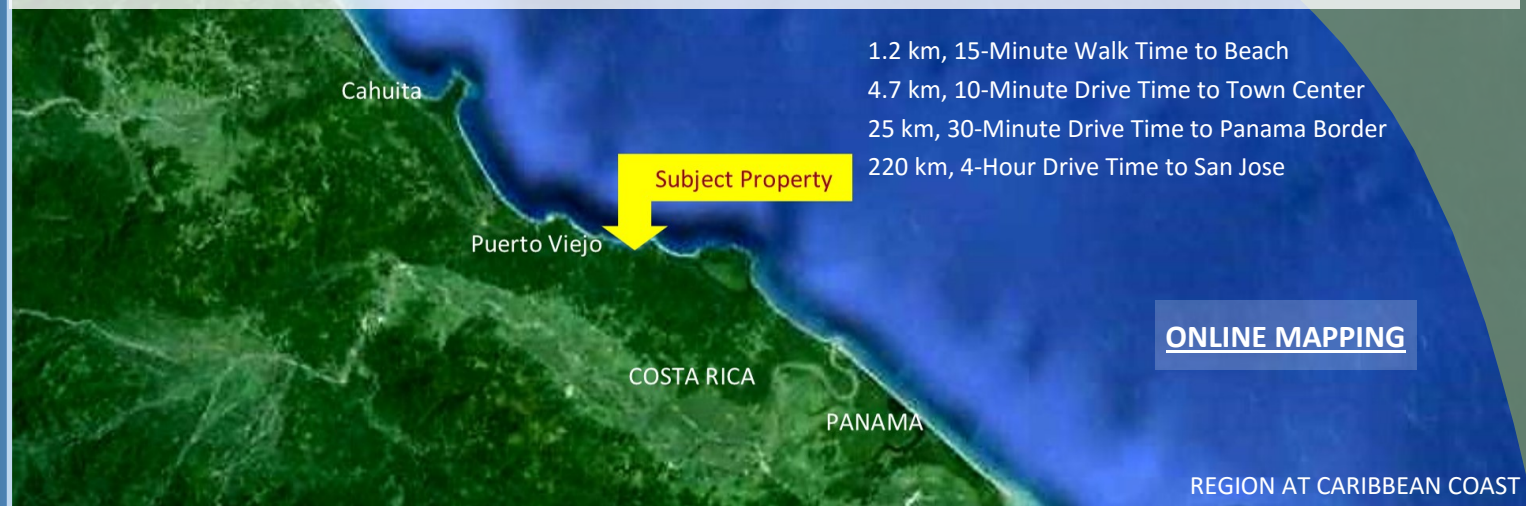 1.2 km, 15-Minute Walk Time to Beach
4.7 km, 10-Minute Drive Time to Town Center
25 km, 30-Minute Drive Time to Panama Border
220 km, 4-Hour Drive Time to San Jose
Cahuita
Subject Property
Puerto Viejo
ONLINE MAPPING
COSTA RICA
PANAMA
REGION AT CARIBBEAN COAST